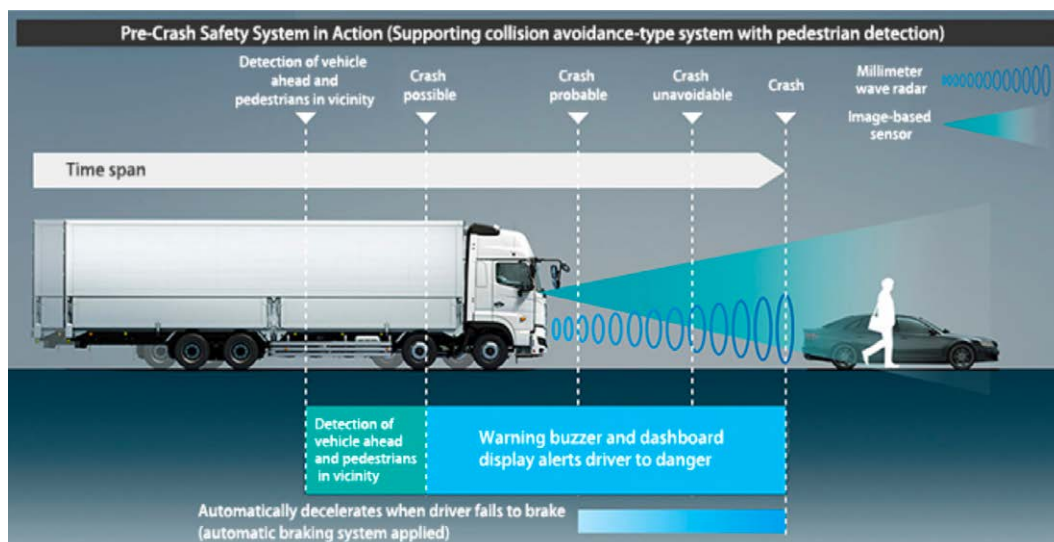 Pre-Crash Safety System in Action (Supporting collision avoidance-type system with pedestrian detection)
Detection of vehicle
ahead and
pedestrians in vicinity
Crash
possible
Crash
probable
Crash
unavoidable
Crash
Millimeter
wave radar
Image-based
sensor
Time span
Detection of
vehicle ahead
and pedestrians
in vicinity
Warning buzzer and dashboard
display alerts driver to danger
Automatically decelerates when driver fails to brake
(automatic braking system applied)